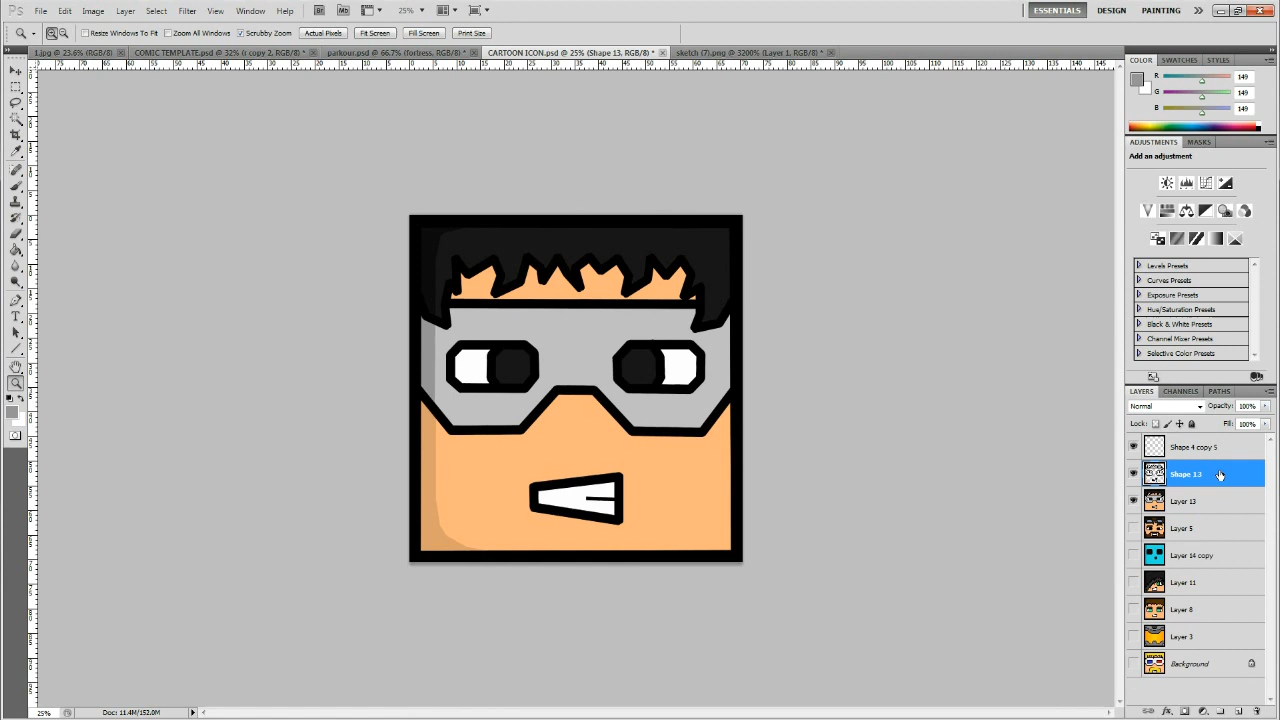 Ps File Edit Image Layer Select Filter View Window Help Br Mb 25% ESSENTIALS DESIGN PAINTING
Resize Windows To Fit Zoom All Windows Scrubby Zoom Actual Pixels Fit Screen Fill Screen Print Size
1.jpg @ 23.6% (RGB/8) COMIC TEMPLATE.psd @ 32% (t copy 2, RGB/8) * parkour.psd @ 66.7% (fortress, RGB/8) * CARTOON ICON.psd @ 25% (Shape 13, RGB/8) * sketch (7).png @ 3200% (Layer 1, RGB/8) *
COLOR SWATCHES STYLES
R 149
G 149
B 149
ADJUSTMENTS MASKS
Add an adjustment
Levels Presets
Curves Presets
Exposure Presets
Hue/Saturation Presets
Black & White Presets
Channel Mixer Presets
Selective Color Presets
LAYERS CHANNELS PATHS
Normal Opacity: 100%
Lock: Fill: 100%
Shape 4 copy 5
Shape 13
Layer 13
Layer 5
Layer 14 copy
Layer 11
Layer 8
Layer 3
Background
25% Doc: 11.4M/152.0M